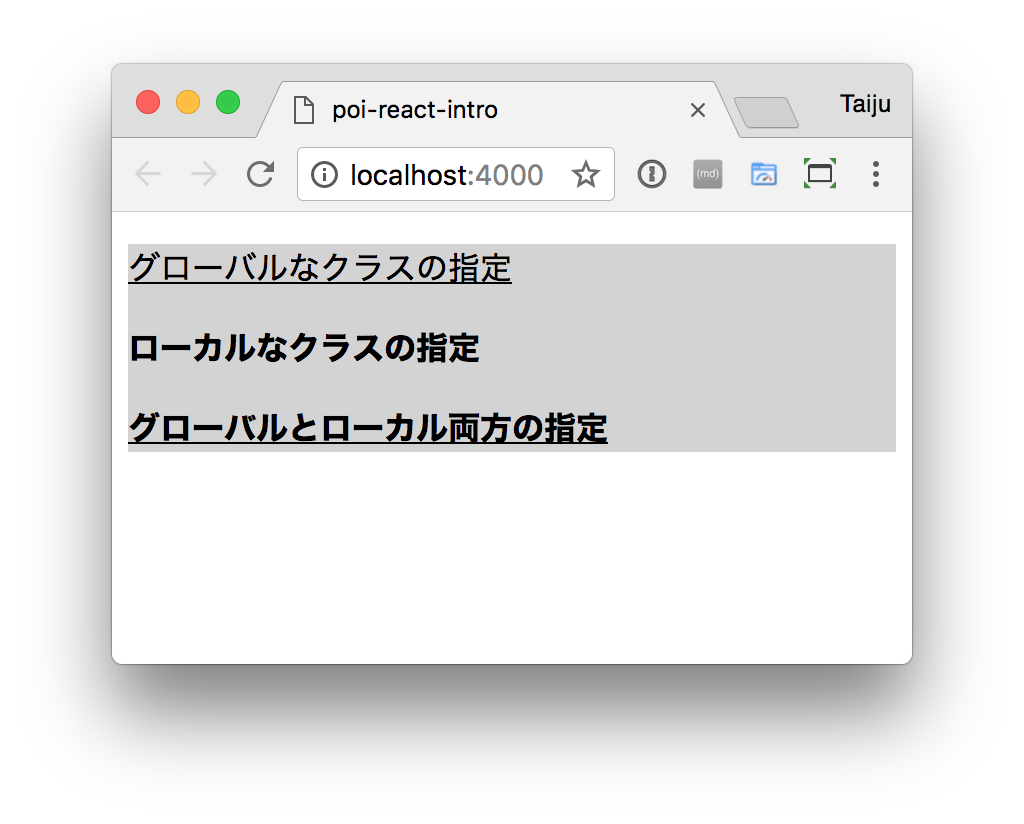 poi-react-intro
Taiju
localhost:4000
(md)
グローバルなクラスの指定
ローカルなクラスの指定
グローバルとローカル両方の指定